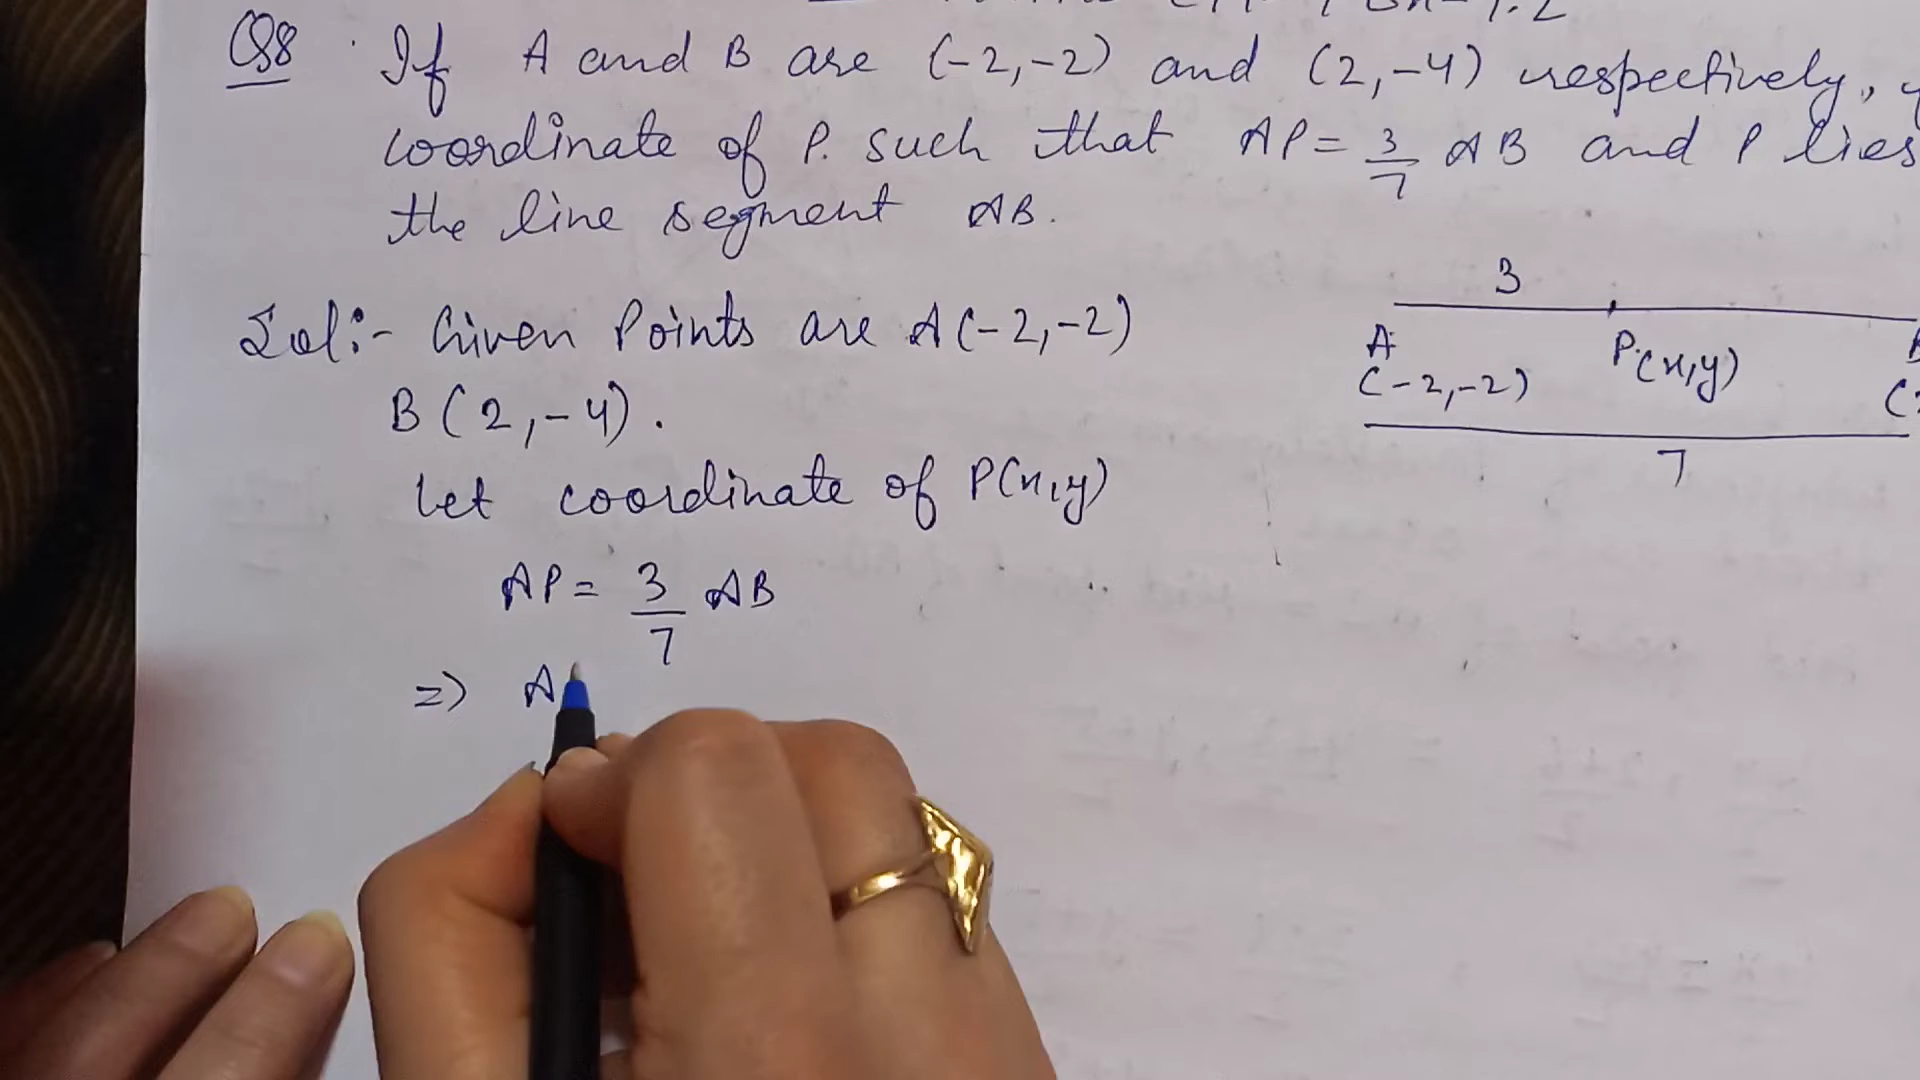 Q8 If A and B are (-2,-2) and (2,-4) respectively,
coordinate of P. such that AP = 3/7 AB and P lies
the line segment AB.
Sol:- Given Points are A(-2,-2)
B(2,-4).
Let coordinate of P(x,y)
AP = 3/7 AB
=) A
3
A P(x,y)
(-2,-2)
7